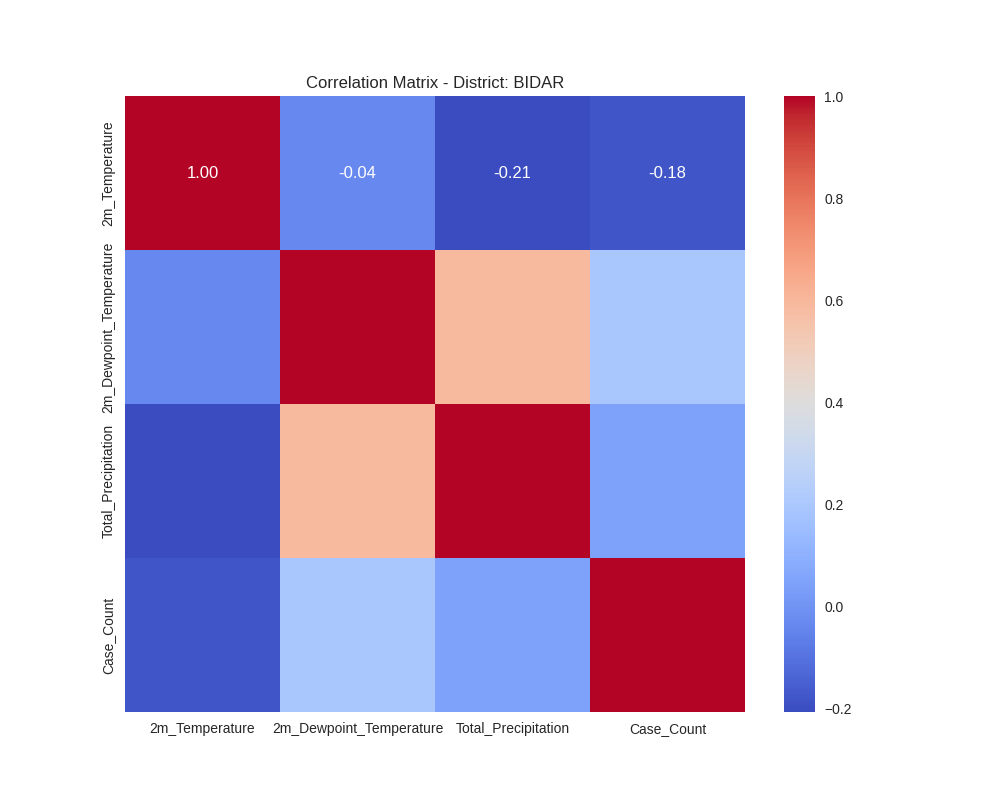 Correlation Matrix - District: BIDAR
2m_Temperature
1.00
-0.04
-0.21
-0.18
2m_Dewpoint_Temperature
Total_Precipitation
Case_Count
2m_Temperature
2m_Dewpoint_Temperature
Total_Precipitation
Case_Count
1.0
0.8
0.6
0.4
0.2
0.0
−0.2